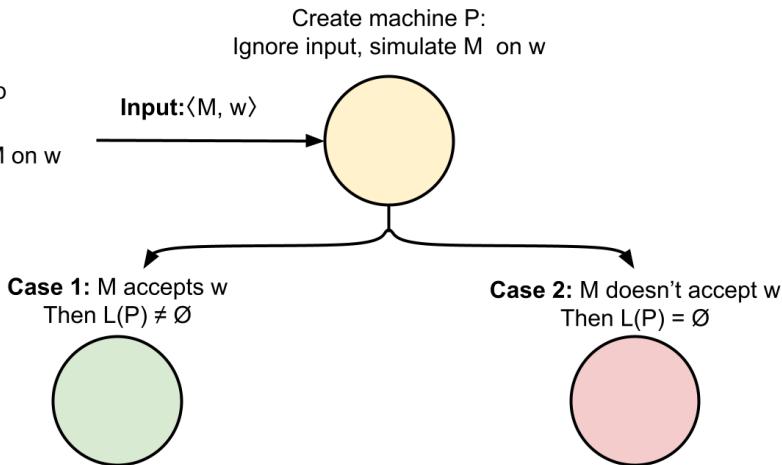 Create machine P:
Ignore input, simulate M on w
Input:⟨M, w⟩
on w
Case 1: M accepts w
Then L(P) ≠ Ø
Case 2: M doesn't accept w
Then L(P) = Ø